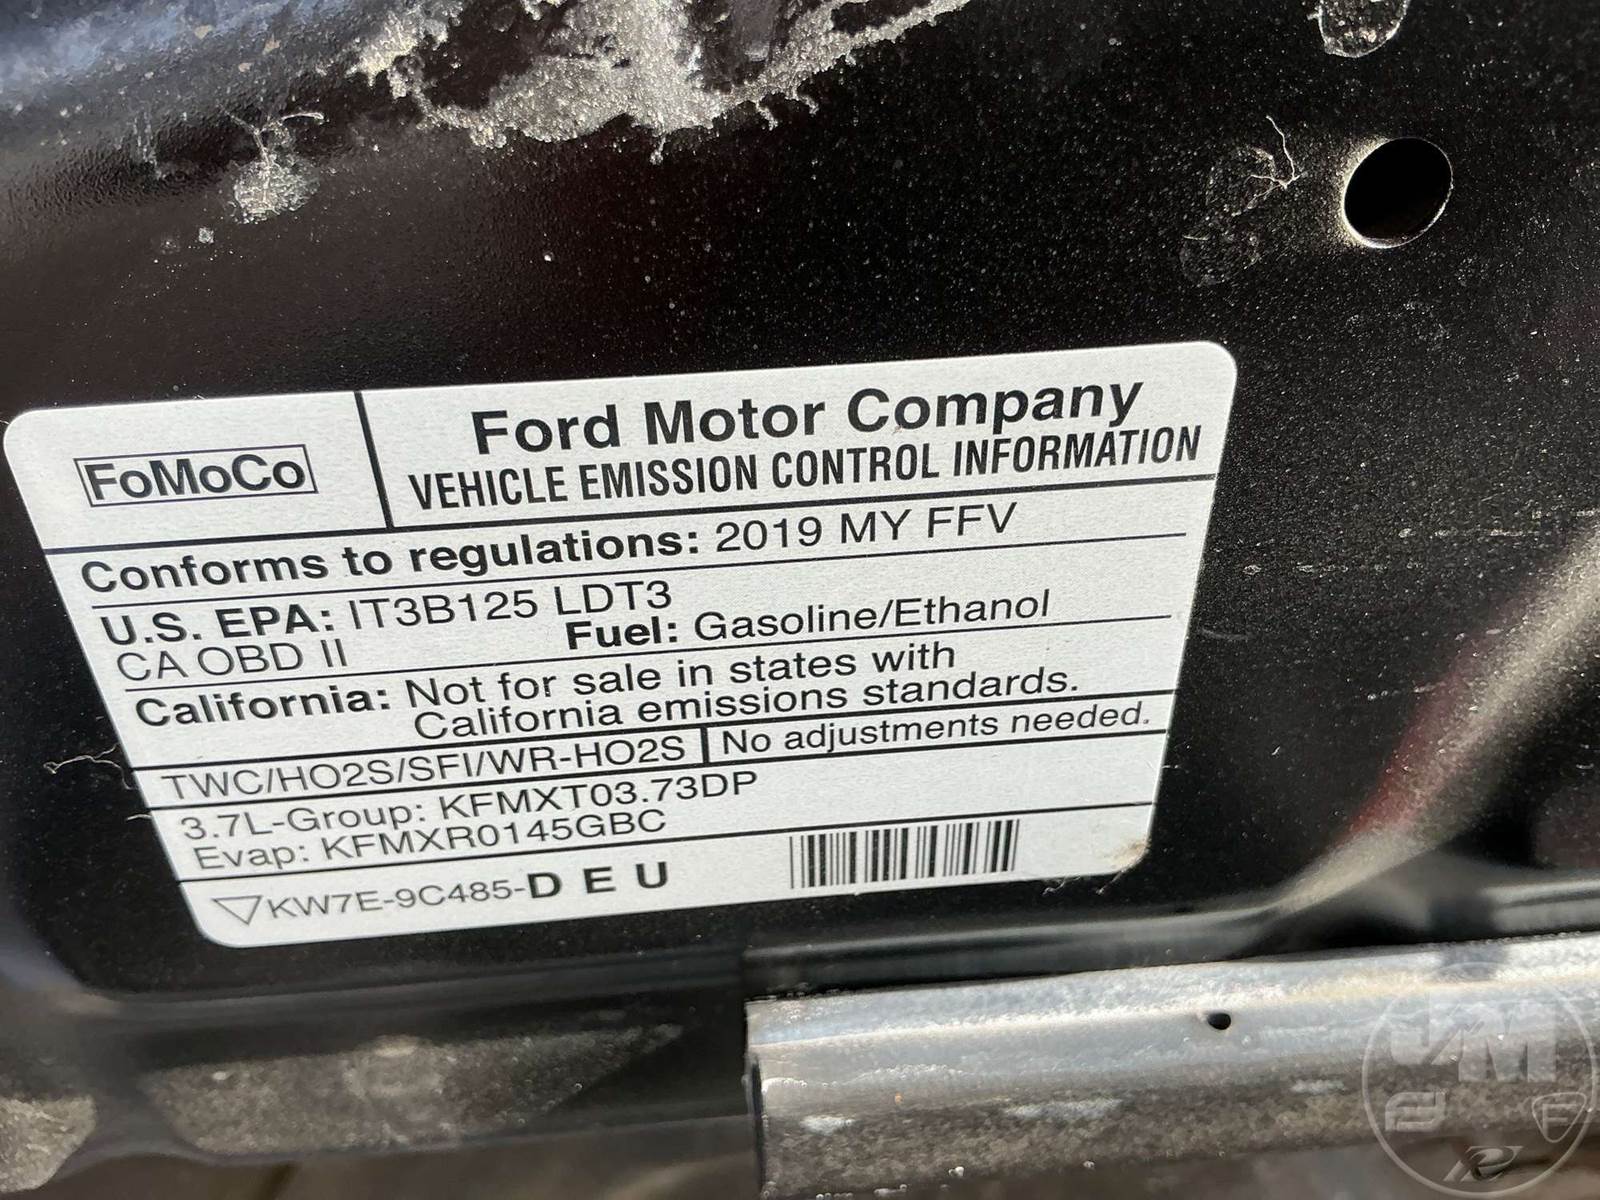 FoMoCo
Ford Motor Company
VEHICLE EMISSION CONTROL INFORMATION
Conforms to regulations: 2019 MY FFV
U.S. EPA: IT3B125 LDT3
CA OBD II Fuel: Gasoline/Ethanol
California: Not for sale in states with
California emissions standards.
TWC/HO2S/SFI/WR-HO2S No adjustments needed.
3.7L-Group: KFMXT03.73DP
Evap: KFMXR0145GBC
KW7E-9C485-D E U
JM